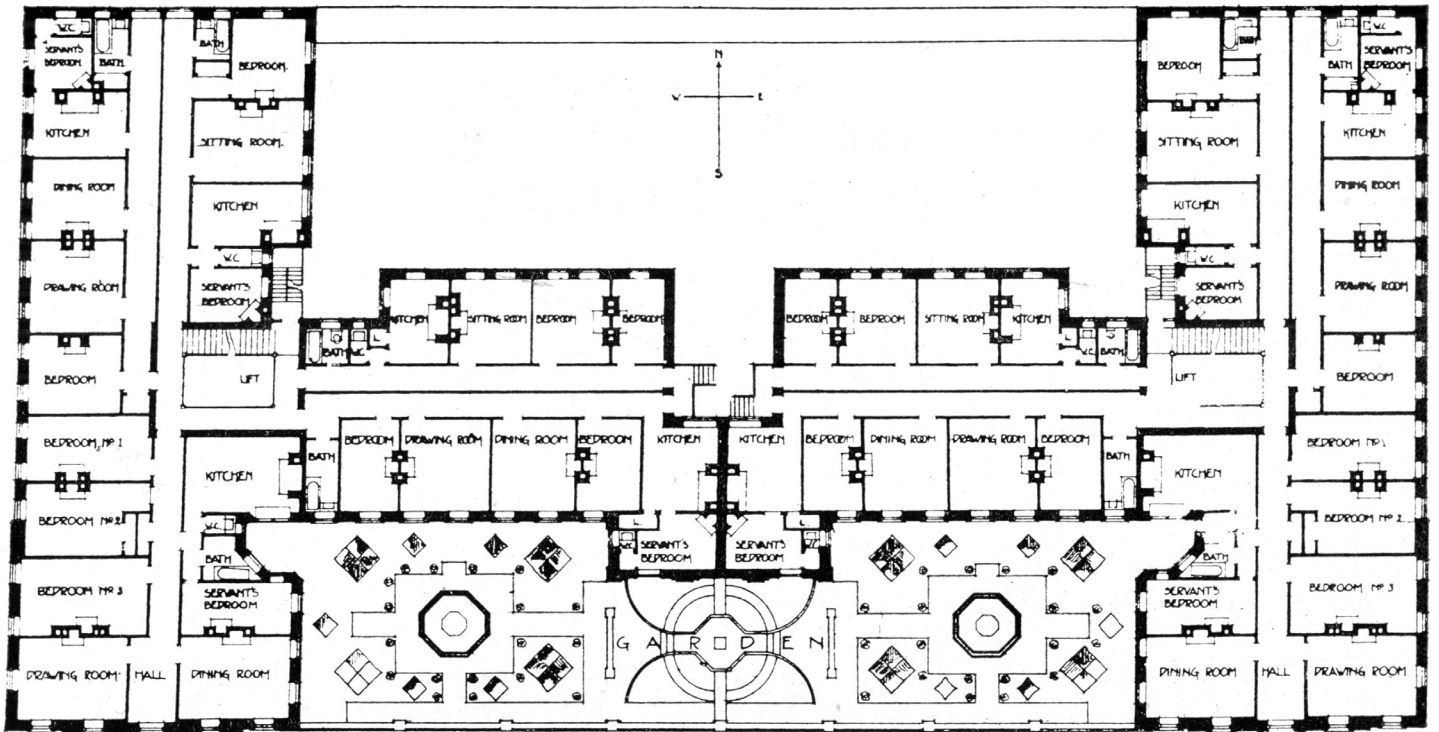 W.C.
BATH
SERVANT'S
BEDROOM
BATH
BEDROOM.
KITCHEN
SITTING ROOM.
DINING ROOM
KITCHEN
W.C.
DRAWING ROOM
SERVANT'S
BEDROOM
BEDROOM
LIFT
BEDROOM, Nº 1
KITCHEN
BEDROOM Nº 2
W.C.
BATH
BEDROOM Nº 3
SERVANT'S
BEDROOM
DRAWING ROOM.
HALL
DINING ROOM
N
W
E
S
KITCHEN
SITTING ROOM
BEDROOM
BEDROOM
BATH
W.C.
L.
BEDROOM
BEDROOM
SITTING ROOM
KITCHEN
L.
W.C.
BATH
BATH
BEDROOM
DRAWING ROOM
DINING ROOM
BEDROOM
KITCHEN
KITCHEN
BEDROOM
DINING ROOM
DRAWING ROOM
BEDROOM
BATH
L.
W.C.
SERVANT'S
BEDROOM
L.
W.C.
SERVANT'S
BEDROOM
GARDEN
BEDROOM
BATH
BATH
W.C.
SERVANT'S
BEDROOM
SITTING ROOM
KITCHEN
KITCHEN
DINING ROOM
W.C.
SERVANT'S
BEDROOM
DRAWING ROOM
LIFT
BEDROOM
KITCHEN
BEDROOM Nº 1
BEDROOM Nº 2
BATH
SERVANT'S
BEDROOM
BEDROOM Nº 3
DINING ROOM
HALL
DRAWING ROOM